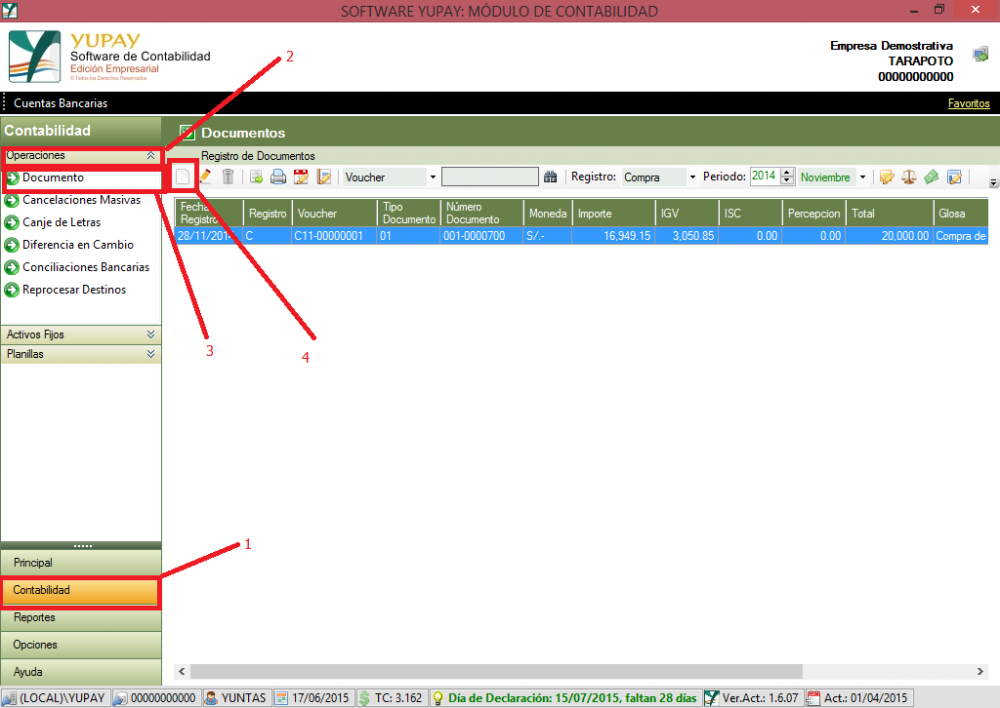 SOFTWARE YUPAY: MÓDULO DE CONTABILIDAD
YUPAY
Software de Contabilidad
Edición Empresarial
© Todos los Derechos Reservados
Empresa Demostrativa
TARAPOTO
00000000000
2
Cuentas Bancarias
Favoritos
Contabilidad
Documentos
Operaciones
Registro de Documentos
Documento
Voucher
Registro: Compra
Periodo: 2014 Noviembre
Cancelaciones Masivas
Canje de Letras
Diferencia en Cambio
Conciliaciones Bancarias
Reprocesar Destinos
Fecha Registro Registro Voucher Tipo Documento Número Documento Moneda Importe IGV ISC Percepcion Total Glosa
28/11/201 C C11-00000001 01 001-0000700 S/.- 16,949.15 3,050.85 0.00 0.00 20,000.00 Compra de
Activos Fijos
Planillas
3
4
1
Principal
Contabilidad
Reportes
Opciones
Ayuda
(LOCAL)\YUPAY 00000000000 YUNTAS 17/06/2015 TC: 3.162 Día de Declaración: 15/07/2015, faltan 28 días Ver.Act.: 1.6.07 Act.: 01/04/2015